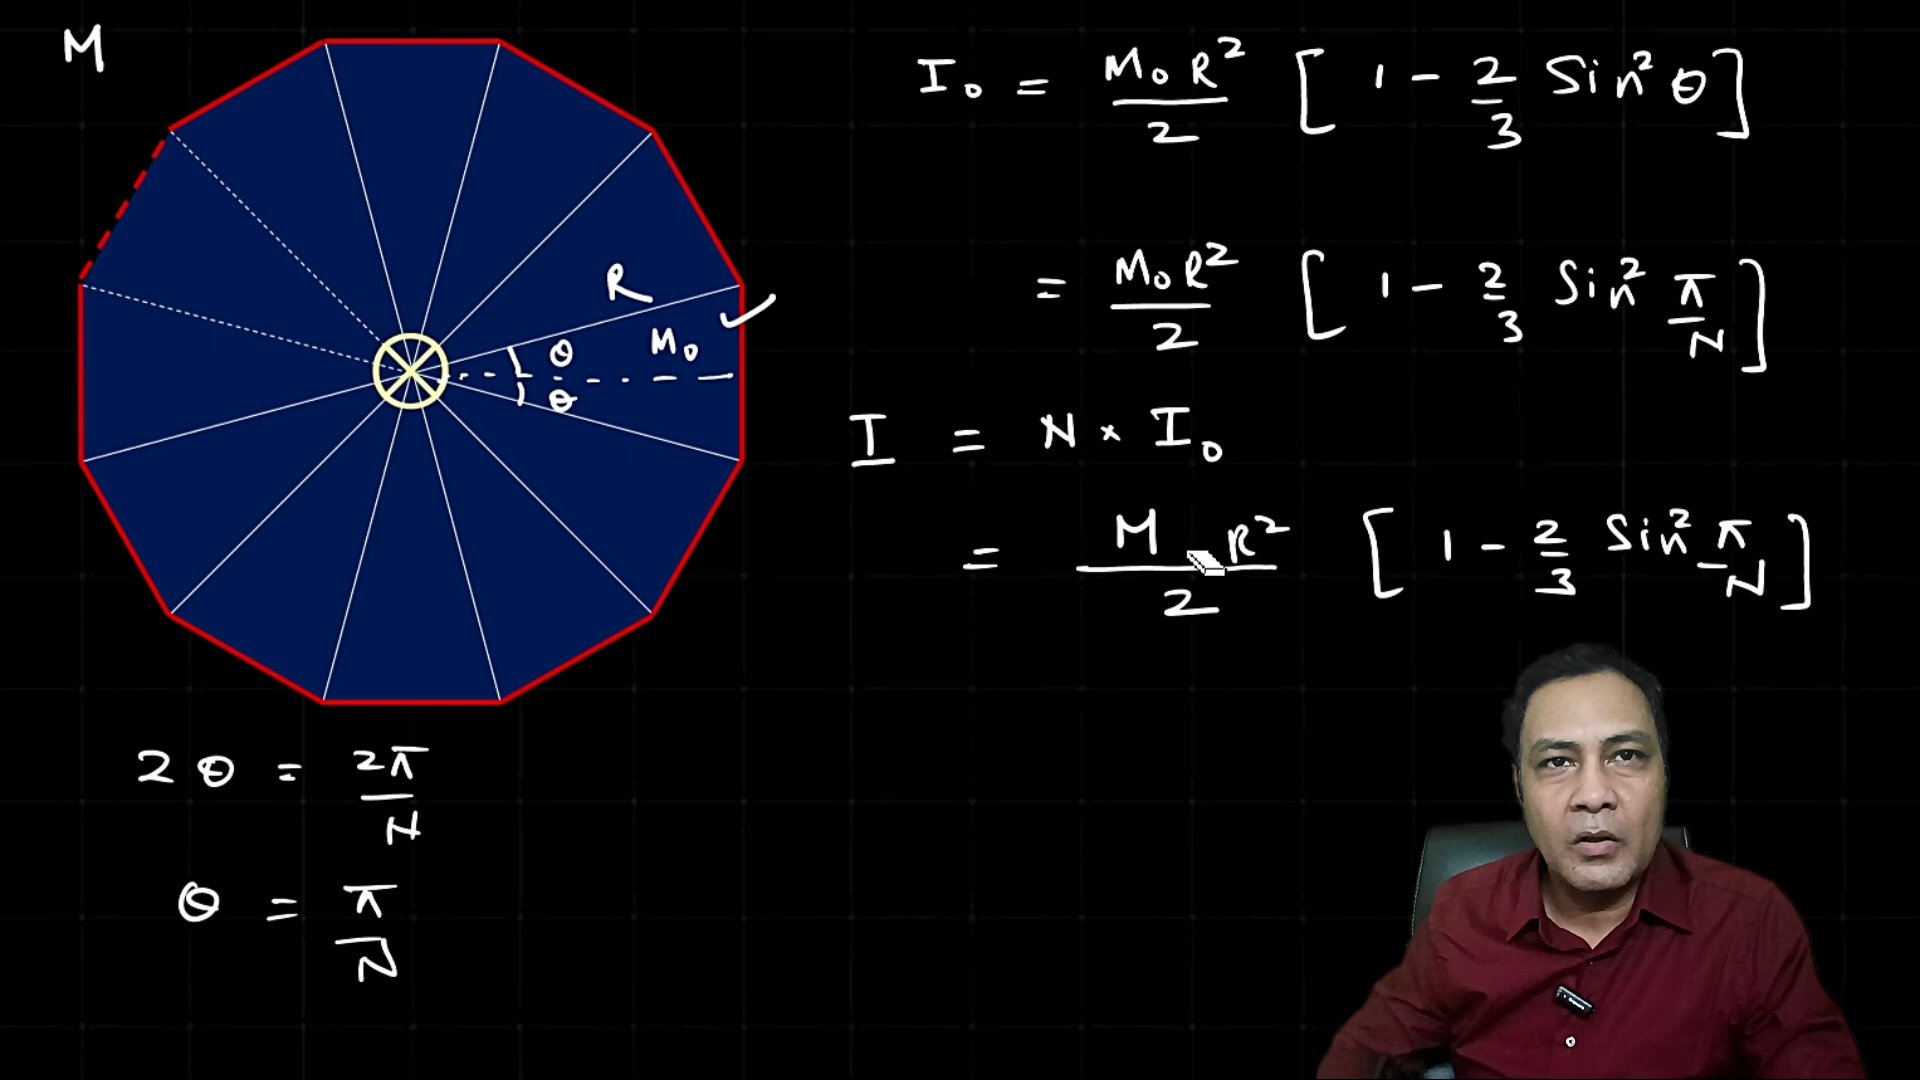 M
R
M₀
θ
θ
2θ = 2π/N
θ = π/N
I₀ = M₀R²/2 [1 - 2/3 Sin²θ]
= M₀R²/2 [1 - 2/3 Sin² π/N]
I = N × I₀
= M R²/2 [1 - 2/3 Sin² π/N]